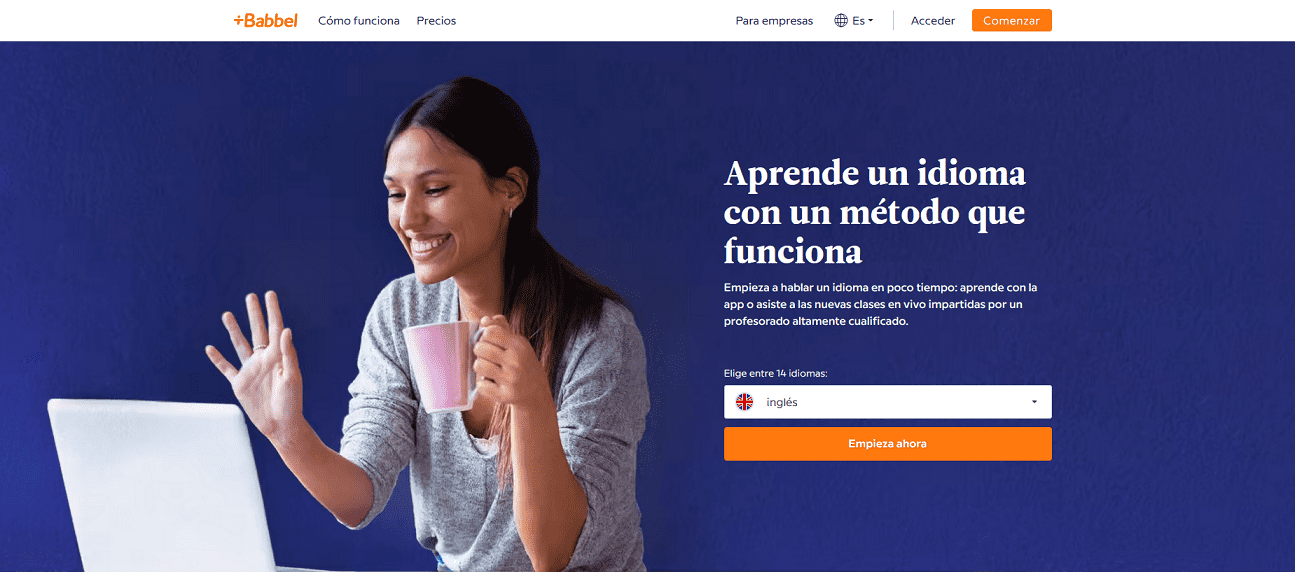 +Babbel
Cómo funciona
Precios
Para empresas
Es
Acceder
Comenzar
Aprende un idioma
con un método que
funciona
Empieza a hablar un idioma en poco tiempo: aprende con la
app o asiste a las nuevas clases en vivo impartidas por un
profesorado altamente cualificado.
Elige entre 14 idiomas:
inglés
Empieza ahora